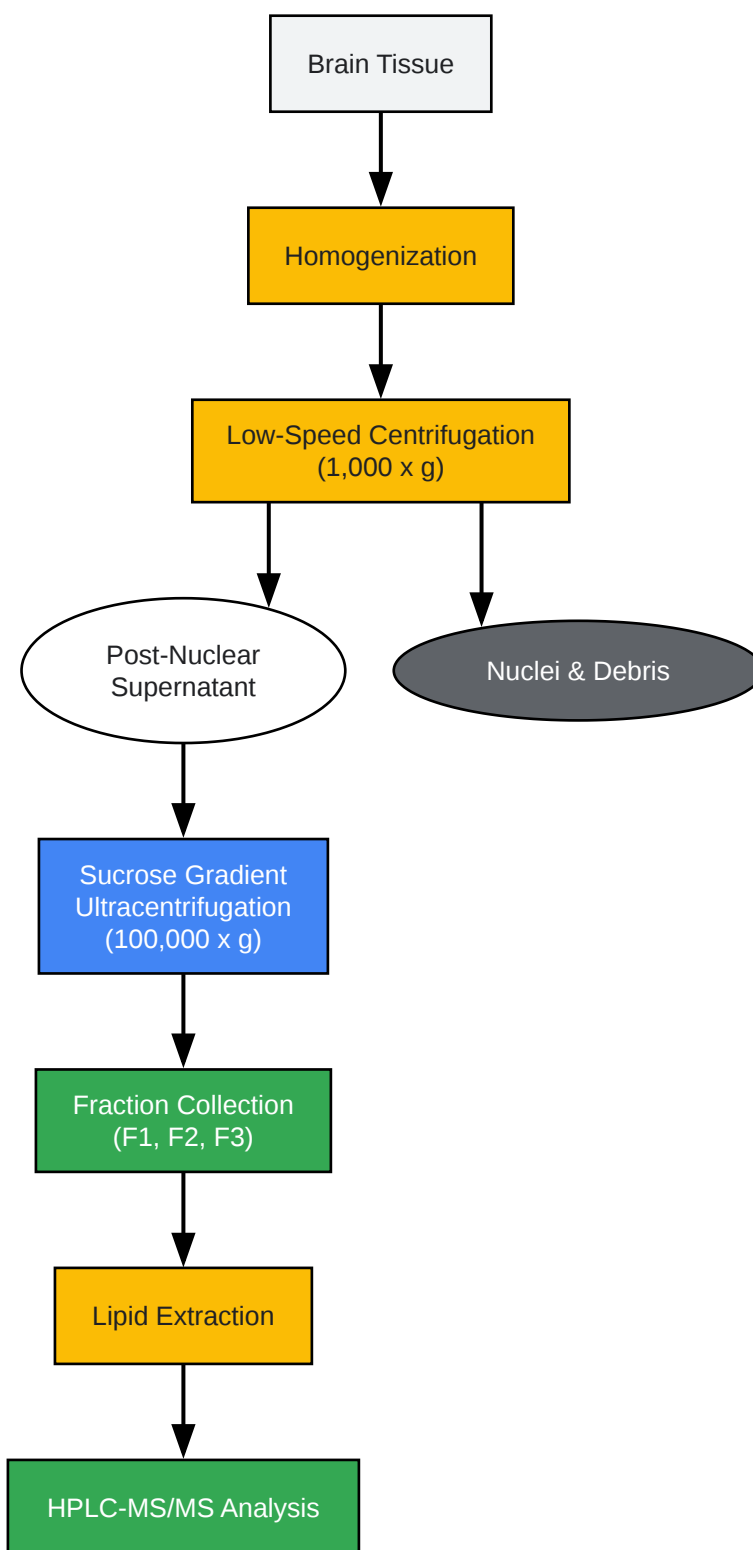 Brain Tissue
Homogenization
Low-Speed Centrifugation
(1,000 x g)
Post-Nuclear
Supernatant
Nuclei & Debris
Sucrose Gradient
Ultracentrifugation
(100,000 x g)
Fraction Collection
(F1, F2, F3)
Lipid Extraction
HPLC-MS/MS Analysis